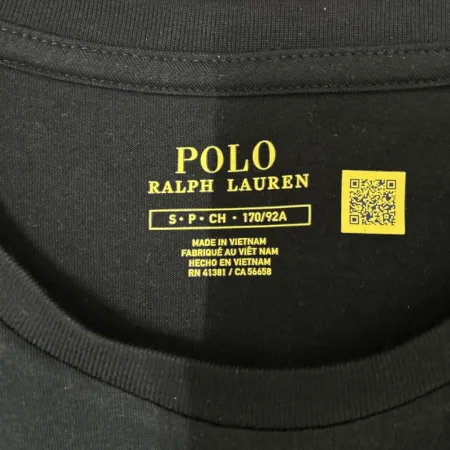 POLO
RALPH LAUREN
S • P • CH • 170/92A
MADE IN VIETNAM
FABRIQUÉ AU VIÊT NAM
HECHO EN VIETNAM
RN 41381 / CA 56658